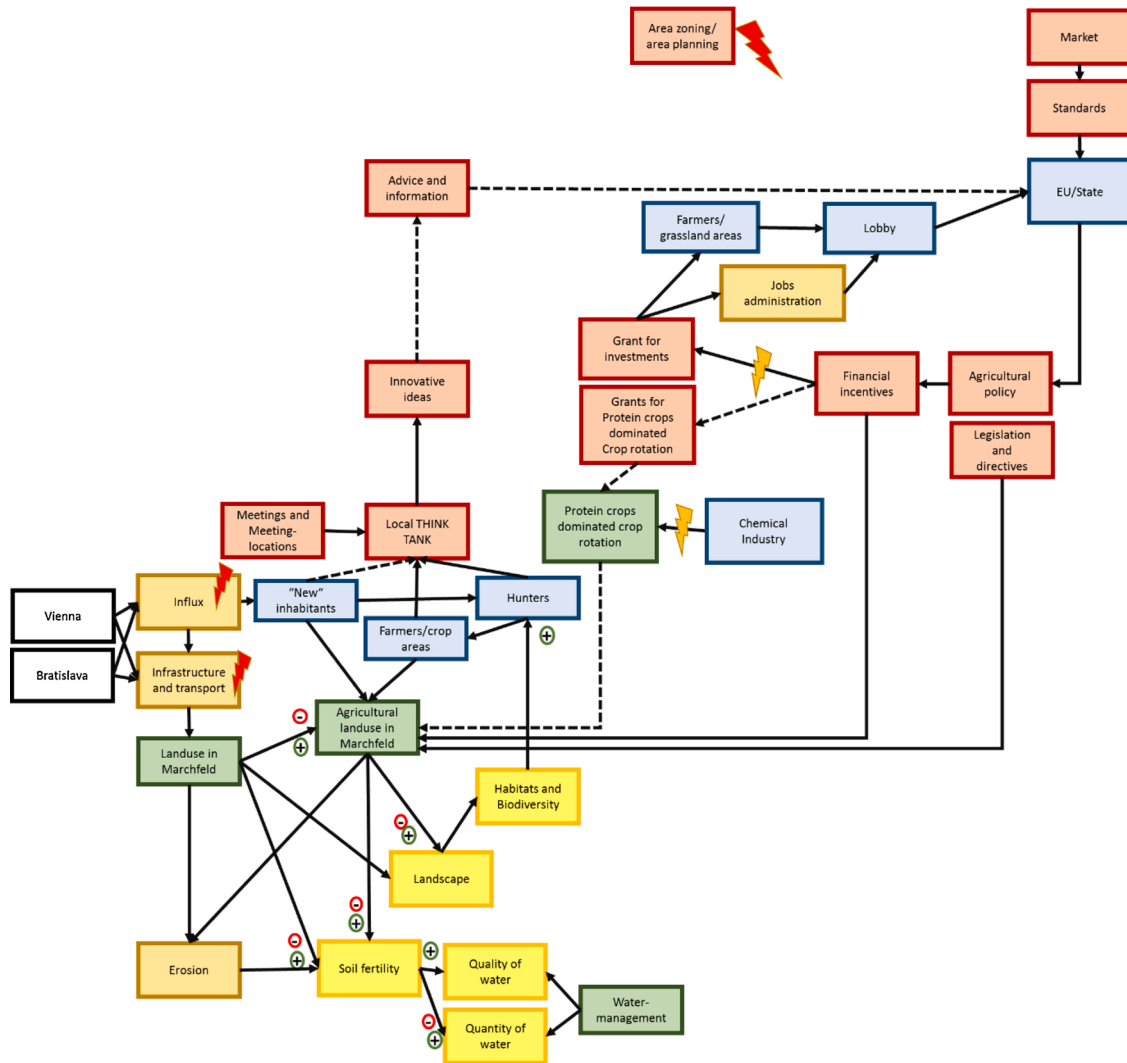 Area zoning/
area planning
Market
Standards
Advice and
information
EU/State
Farmers/
grassland areas
Lobby
Jobs
administration
Grant for
investments
Innovative
ideas
Financial
incentives
Agricultural
policy
Grants for
Protein crops
dominated
Crop rotation
Legislation
and
directives
Meetings and
Meeting-
locations
Local THINK
TANK
Protein crops
dominated crop
rotation
Chemical
Industry
Vienna
Influx
"New"
inhabitants
Hunters
+
Farmers/crop
areas
Bratislava
Infrastructure
and transport
-
+
Agricultural
landuse in
Marchfeld
Landuse in
Marchfeld
Habitats and
Biodiversity
-
+
Landscape
-
+
-
+
+
Erosion
Soil fertility
Quality of
water
Water-
management
-
+
Quantity of
water